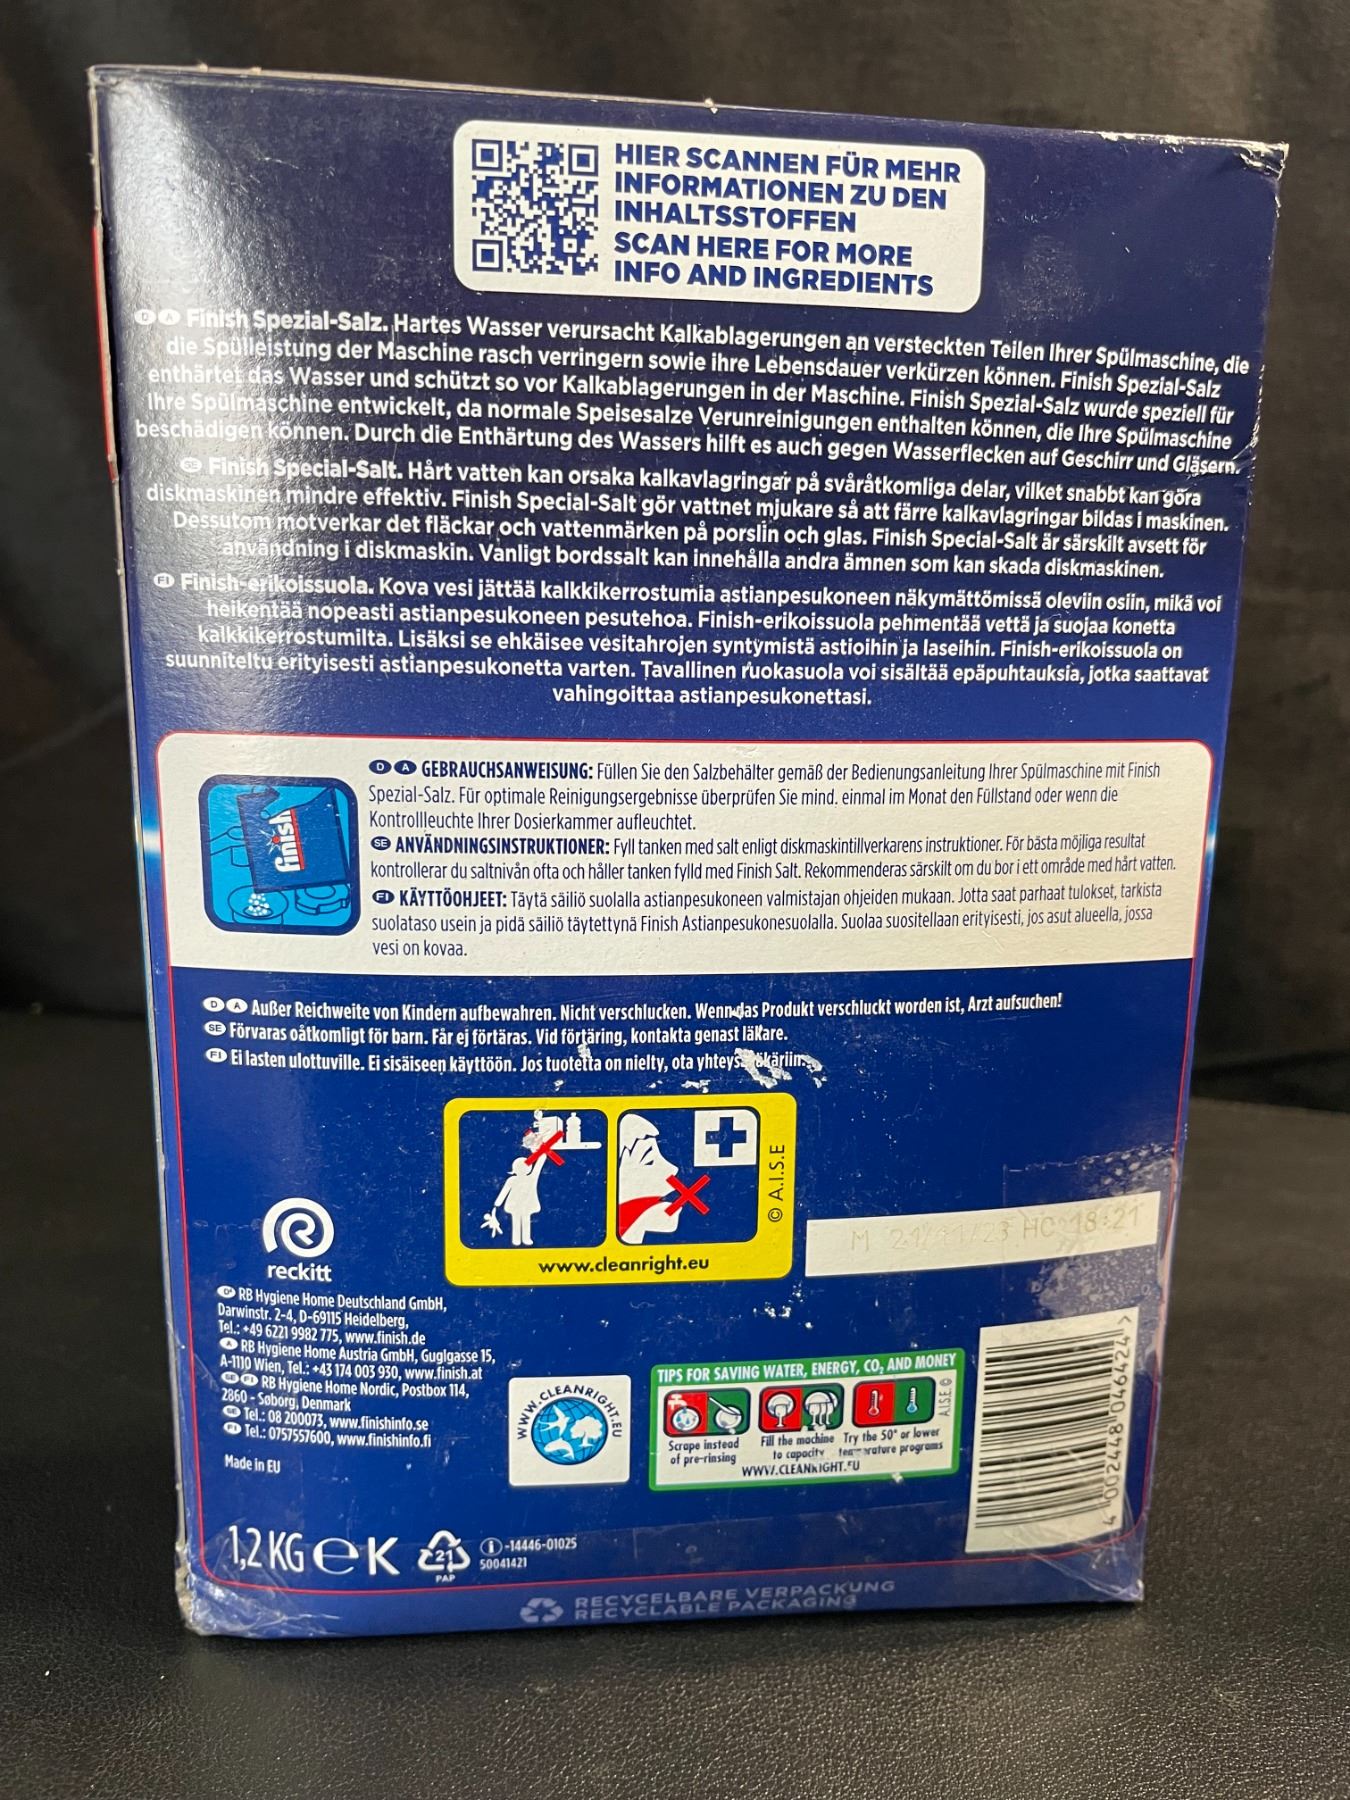 HIER SCANNEN FÜR MEHR
INFORMATIONEN ZU DEN
INHALTSSTOFFEN
SCAN HERE FOR MORE
INFO AND INGREDIENTS
D A Finish Spezial-Salz. Hartes Wasser verursacht Kalkablagerungen an versteckten Teilen Ihrer Spülmaschine, die
die Spülleistung der Maschine rasch verringern sowie ihre Lebensdauer verkürzen können. Finish Spezial-Salz
enthärtet das Wasser und schützt so vor Kalkablagerungen in der Maschine. Finish Spezial-Salz wurde speziell für
Ihre Spülmaschine entwickelt, da normale Speisesalze Verunreinigungen enthalten können, die Ihre Spülmaschine
beschädigen können. Durch die Enthärtung des Wassers hilft es auch gegen Wasserflecken auf Geschirr und Gläsern.
SE Finish Special-Salt. Hårt vatten kan orsaka kalkavlagringar på svåråtkomliga delar, vilket snabbt kan göra
diskmaskinen mindre effektiv. Finish Special-Salt gör vattnet mjukare så att färre kalkavlagringar bildas i maskinen.
Dessutom motverkar det fläckar och vattenmärken på porslin och glas. Finish Special-Salt är särskilt avsett för
användning i diskmaskin. Vanligt bordssalt kan innehålla andra ämnen som kan skada diskmaskinen.
FI Finish-erikoissuola. Kova vesi jättää kalkkikerrostumia astianpesukoneen näkymättömissä oleviin osiin, mikä voi
heikentää nopeasti astianpesukoneen pesutehoa. Finish-erikoissuola pehmentää vettä ja suojaa konetta
kalkkikerrostumilta. Lisäksi se ehkäisee vesitahrojen syntymistä astioihin ja laseihin. Finish-erikoissuola on
suunniteltu erityisesti astianpesukonetta varten. Tavallinen ruokasuola voi sisältää epäpuhtauksia, jotka saattavat
vahingoittaa astianpesukonettasi.
finish
D A GEBRAUCHSANWEISUNG: Füllen Sie den Salzbehälter gemäß der Bedienungsanleitung Ihrer Spülmaschine mit Finish
Spezial-Salz. Für optimale Reinigungsergebnisse überprüfen Sie mind. einmal im Monat den Füllstand oder wenn die
Kontrollleuchte Ihrer Dosierkammer aufleuchtet.
SE ANVÄNDNINGSINSTRUKTIONER: Fyll tanken med salt enligt diskmaskintillverkarens instruktioner. För bästa möjliga resultat
kontrollerar du saltnivån ofta och håller tanken fylld med Finish Salt. Rekommenderas särskilt om du bor i ett område med hårt vatten.
FI KÄYTTÖOHJEET: Täytä säiliö suolalla astianpesukoneen valmistajan ohjeiden mukaan. Jotta saat parhaat tulokset, tarkista
suolataso usein ja pidä säiliö täytettynä Finish Astianpesukonesuolalla. Suolaa suositellaan erityisesti, jos asut alueella, jossa
vesi on kovaa.
D A Außer Reichweite von Kindern aufbewahren. Nicht verschlucken. Wenn das Produkt verschluckt worden ist, Arzt aufsuchen!
SE Förvaras oåtkomligt för barn. Får ej förtäras. Vid förtäring, kontakta genast läkare.
FI Ei lasten ulottuville. Ei sisäiseen käyttöön. Jos tuotetta on nielty, ota yhteys
© A.I.S.E
www.cleanright.eu
M HC 18:21
reckitt
D RB Hygiene Home Deutschland GmbH,
Darwinstr. 2-4, D-69115 Heidelberg,
Tel.: +49 6221 9982 775, www.finish.de
A RB Hygiene Home Austria GmbH, Guglgasse 15,
A-1110 Wien, Tel.: +43 174 003 930, www.finish.at
SE FI RB Hygiene Home Nordic, Postbox 114,
2860 - Søborg, Denmark
SE Tel.: 08 200073, www.finishinfo.se
FI Tel.: 0757557600, www.finishinfo.fi
Made in EU
WWW.CLEANRIGHT.EU
TIPS FOR SAVING WATER, ENERGY, CO₂ AND MONEY
A.I.S.E. ©
Scrape instead of pre-rinsing
Fill the machine to capacity
Try the 50° or lower temperature programs
WWW.CLEANRIGHT.EU
4 002448 046424 >
1,2 KG e K
21
PAP
i -14446-01025
50041421
RECYCELBARE VERPACKUNG
RECYCLABLE PACKAGING